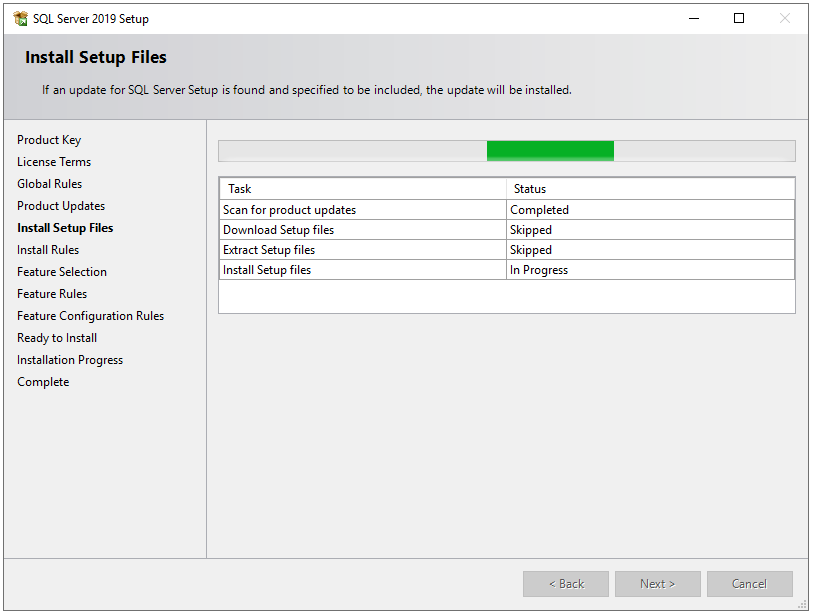 SQL Server 2019 Setup
Install Setup Files
If an update for SQL Server Setup is found and specified to be included, the update will be installed.
Product Key
License Terms
Global Rules
Product Updates
Install Setup Files
Install Rules
Feature Selection
Feature Rules
Feature Configuration Rules
Ready to Install
Installation Progress
Complete
Task Status
Scan for product updates Completed
Download Setup files Skipped
Extract Setup files Skipped
Install Setup files In Progress
< Back Next > Cancel